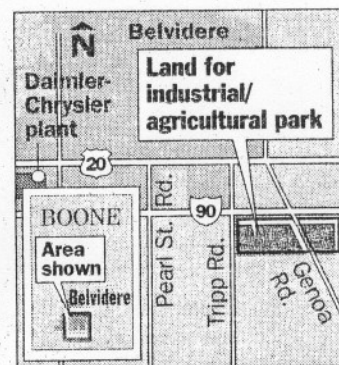 N
Belvidere
Daimler-
Chrysler
plant
Land for
industrial/
agricultural park
20
90
BOONE
Area
shown
Belvidere
Pearl St. Rd.
Tripp Rd.
Genoa
Rd.